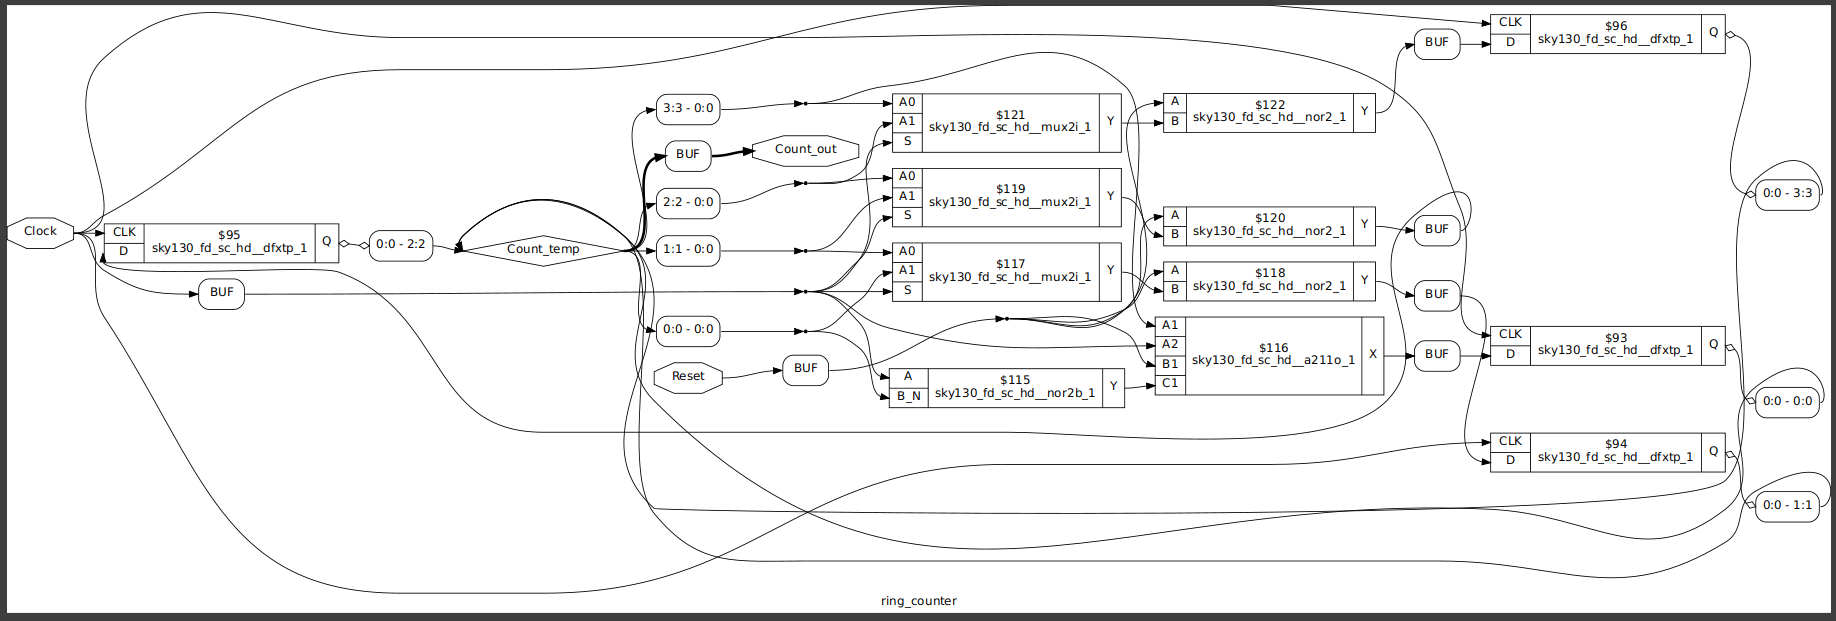 Clock
CLK
D
$95
sky130_fd_sc_hd__dfxtp_1
Q
0:0 - 2:2
BUF
Count_temp
3:3 - 0:0
BUF
Count_out
2:2 - 0:0
1:1 - 0:0
0:0 - 0:0
Reset
BUF
A0
A1
S
$121
sky130_fd_sc_hd__mux2i_1
Y
A0
A1
S
$119
sky130_fd_sc_hd__mux2i_1
Y
A0
A1
S
$117
sky130_fd_sc_hd__mux2i_1
Y
A
B_N
$115
sky130_fd_sc_hd__nor2b_1
Y
A
B
$122
sky130_fd_sc_hd__nor2_1
Y
A
B
$120
sky130_fd_sc_hd__nor2_1
Y
A
B
$118
sky130_fd_sc_hd__nor2_1
Y
A1
A2
B1
C1
$116
sky130_fd_sc_hd__a211o_1
X
BUF
BUF
BUF
BUF
CLK
D
$96
sky130_fd_sc_hd__dfxtp_1
Q
CLK
D
$93
sky130_fd_sc_hd__dfxtp_1
Q
CLK
D
$94
sky130_fd_sc_hd__dfxtp_1
Q
0:0 - 3:3
0:0 - 0:0
0:0 - 1:1
ring_counter